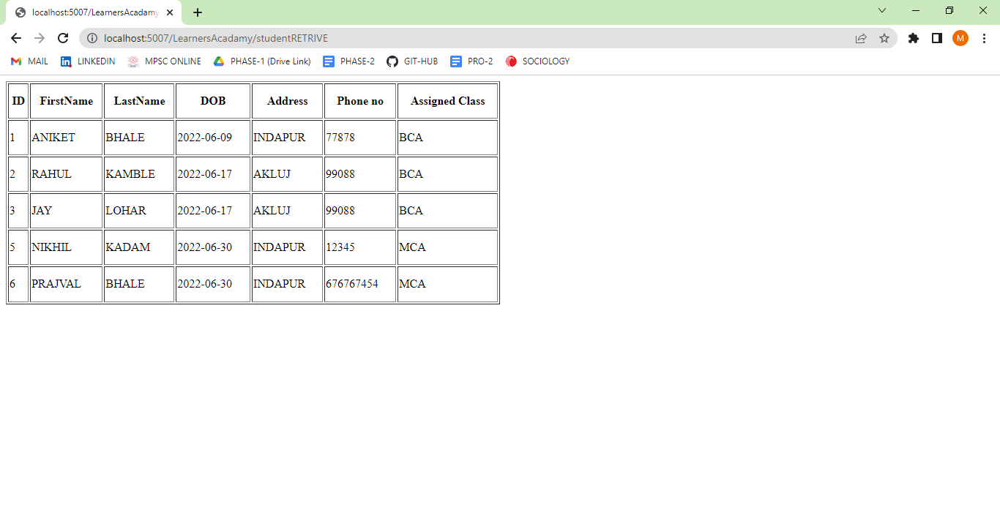 localhost:5007/LearnersAcadamy
localhost:5007/LearnersAcadamy/studentRETRIVE
M
MAIL LINKEDIN MPSC ONLINE PHASE-1 (Drive Link) PHASE-2 GIT-HUB PRO-2 SOCIOLOGY
ID FirstName LastName DOB Address Phone no Assigned Class
1 ANIKET BHALE 2022-06-09 INDAPUR 77878 BCA
2 RAHUL KAMBLE 2022-06-17 AKLUJ 99088 BCA
3 JAY LOHAR 2022-06-17 AKLUJ 99088 BCA
5 NIKHIL KADAM 2022-06-30 INDAPUR 12345 MCA
6 PRAJVAL BHALE 2022-06-30 INDAPUR 676767454 MCA